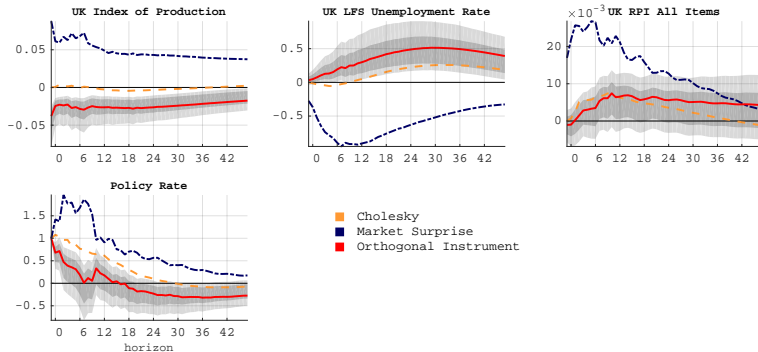 UK Index of Production
0.05
0
-0.05
0 6 12 18 24 30 36 42
UK LFS Unemployment Rate
0.5
0
-0.5
0 6 12 18 24 30 36 42
×10⁻³
UK RPI All Items
20
10
0
0 6 12 18 24 30 36 42
Policy Rate
1.5
1
0.5
0
-0.5
0 6 12 18 24 30 36 42
horizon
Cholesky
Market Surprise
Orthogonal Instrument